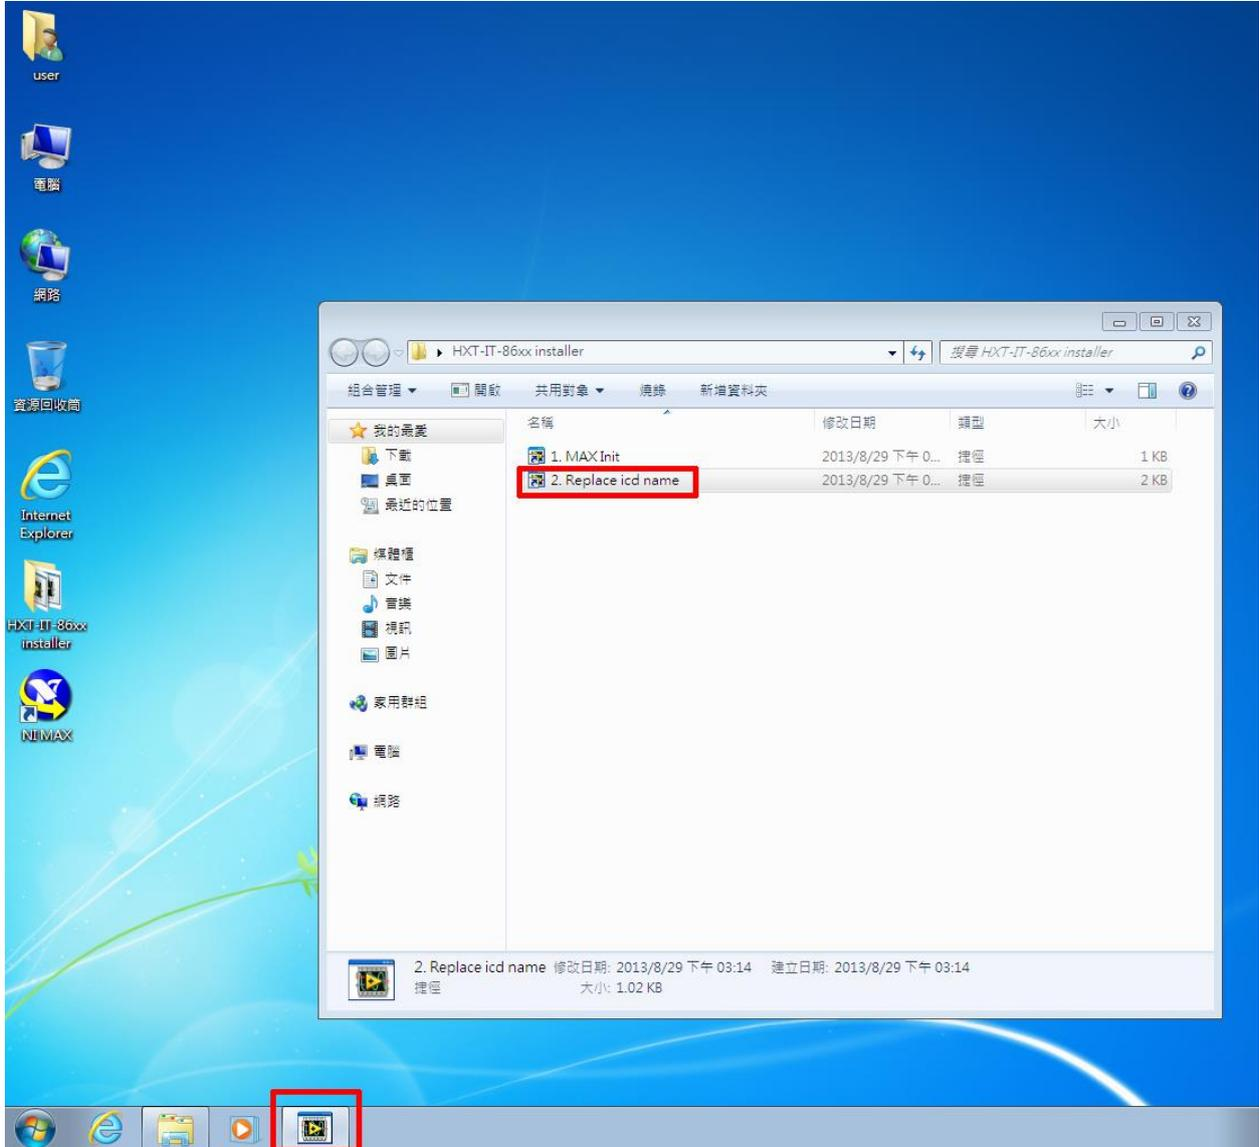 user
電腦
網路
資源回收筒
Internet
Explorer
HXT-IT-86xx
installer
NI MAX
HXT-IT-86xx installer
搜尋 HXT-IT-86xx installer
組合管理 開啟 共用對象 燒錄 新增資料夾
我的最愛
下載
桌面
最近的位置
媒體櫃
文件
音樂
視訊
圖片
家用群組
電腦
網路
名稱 修改日期 類型 大小
1. MAX Init 2013/8/29 下午 0... 捷徑 1 KB
2. Replace icd name 2013/8/29 下午 0... 捷徑 2 KB
2. Replace icd name 修改日期: 2013/8/29 下午 03:14 建立日期: 2013/8/29 下午 03:14
捷徑 大小: 1.02 KB